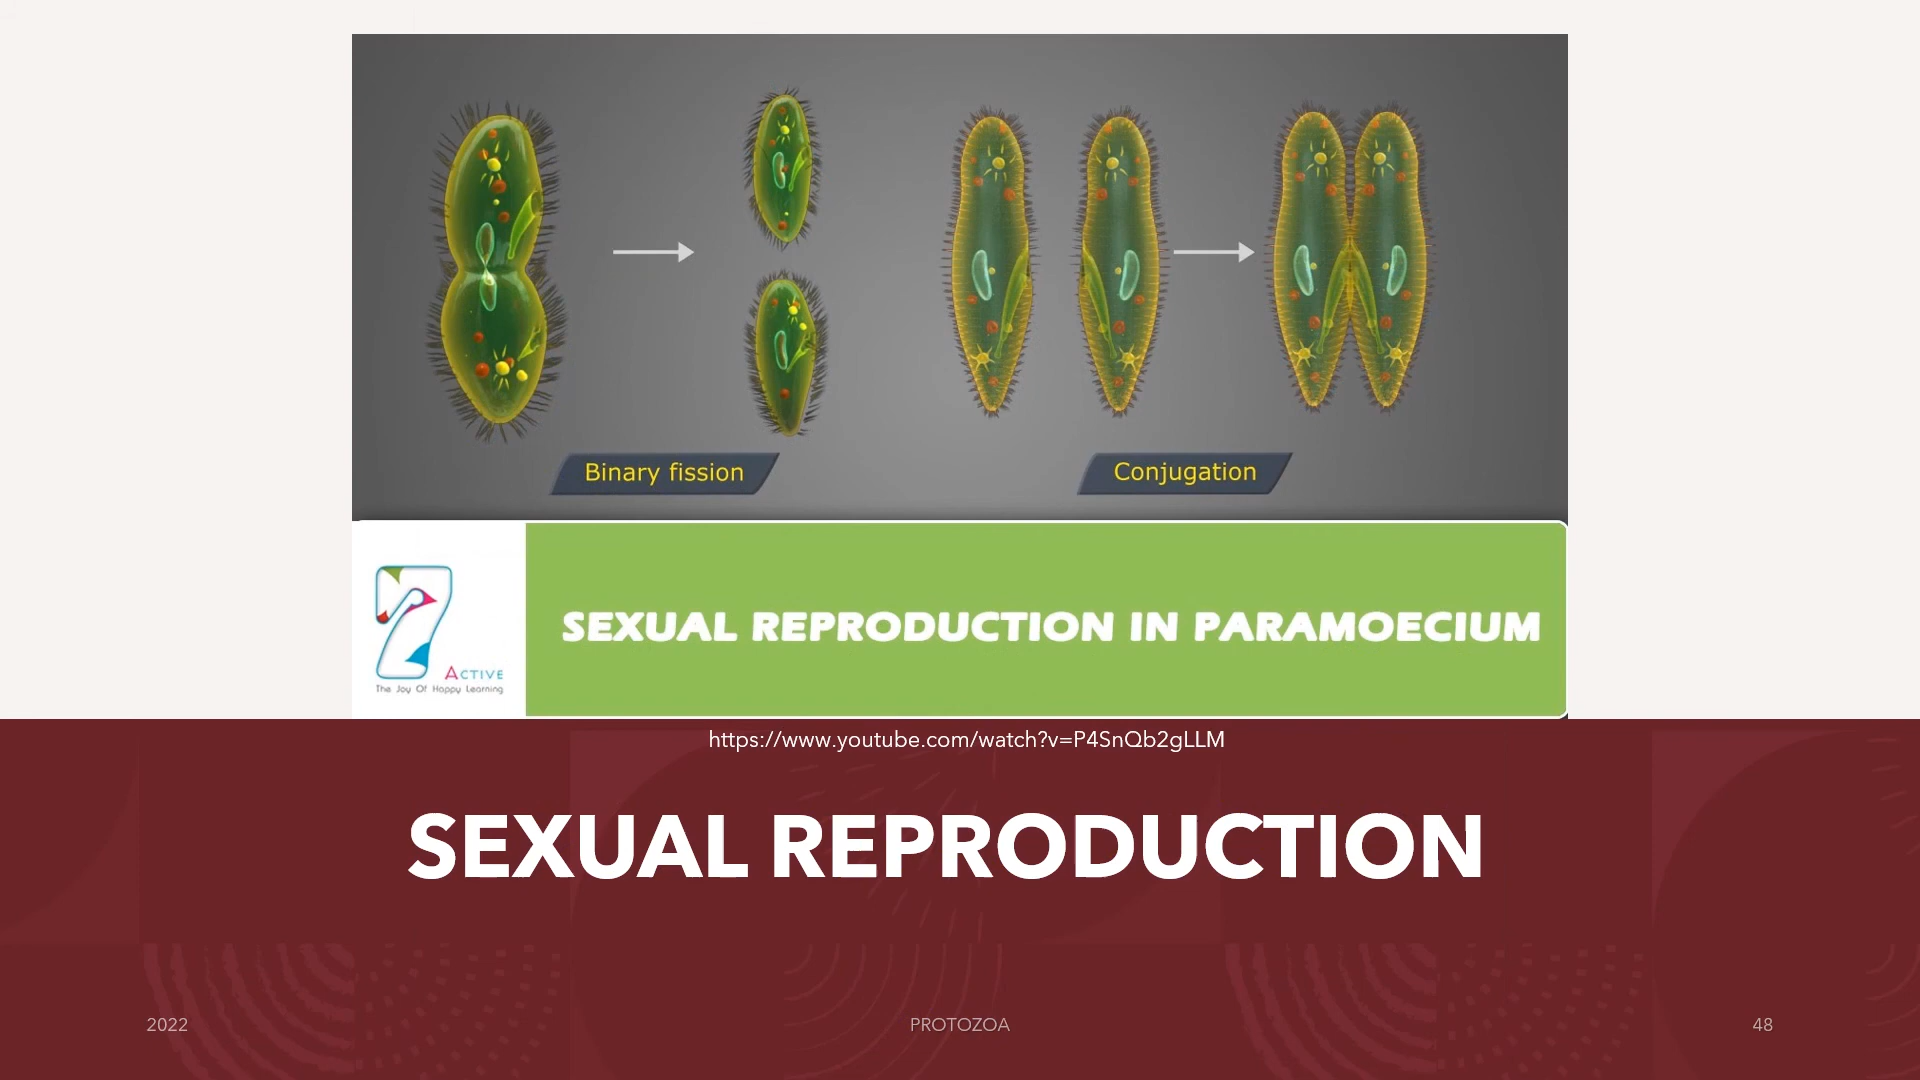 Binary fission
Conjugation
7
ACTIVE
The Joy Of Happy Learning
SEXUAL REPRODUCTION IN PARAMOECIUM
https://www.youtube.com/watch?v=P4SnQb2gLLM
SEXUAL REPRODUCTION
2022
PROTOZOA
48